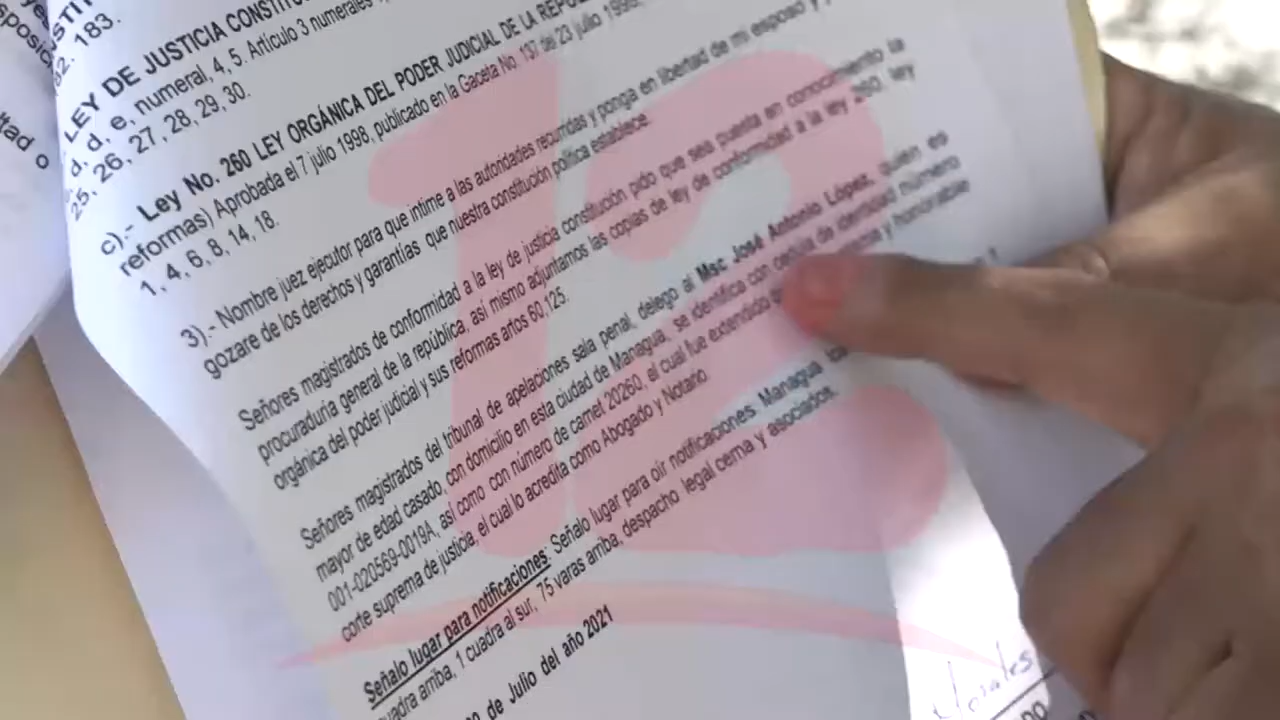 183.
LEY DE JUSTICIA
d, d, e, numeral, 4, 5. Artículo 3 numerales
25, 26, 27, 28, 29, 30.
c).- Ley No. 260 LEY ORGÁNICA DEL PODER JUDICIAL DE LA
reformas) Aprobada el 7 julio 1998, publicado en la Gaceta No. 137 de 23 julio 1998,
1, 4, 6, 8, 14, 18.
3).- Nombre juez ejecutor para que intime a las autoridades recurridas y ponga en libertad de mi esposo y
gozare de los derechos y garantías que nuestra constitución política establece.
Señores magistrados de conformidad a la ley de justicia constitución pido que sea puesta en conocimiento la
procuraduría general de la república, así mismo adjuntamos las copias de ley de conformidad a la ley 260, ley
orgánica del poder judicial y sus reformas artos 60,125.
Señores magistrados del tribunal de apelaciones sala penal, delego al Msc José Antonio López, quien es
mayor de edad casado, con domicilio en esta ciudad de Managua, se identifica con cedula de identidad número
001-020569-0019A, así como con número de carnet 20260, el cual fue extendido y honorable
corte suprema de justicia, el cual lo acredita como Abogado y Notario
Señalo lugar para notificaciones: Señalo lugar para oír notificaciones. Managua
cuadra arriba, 1 cuadra al sur, 75 varas arriba, despacho legal cerna y asociados.
de Julio del año 2021
Morales
12